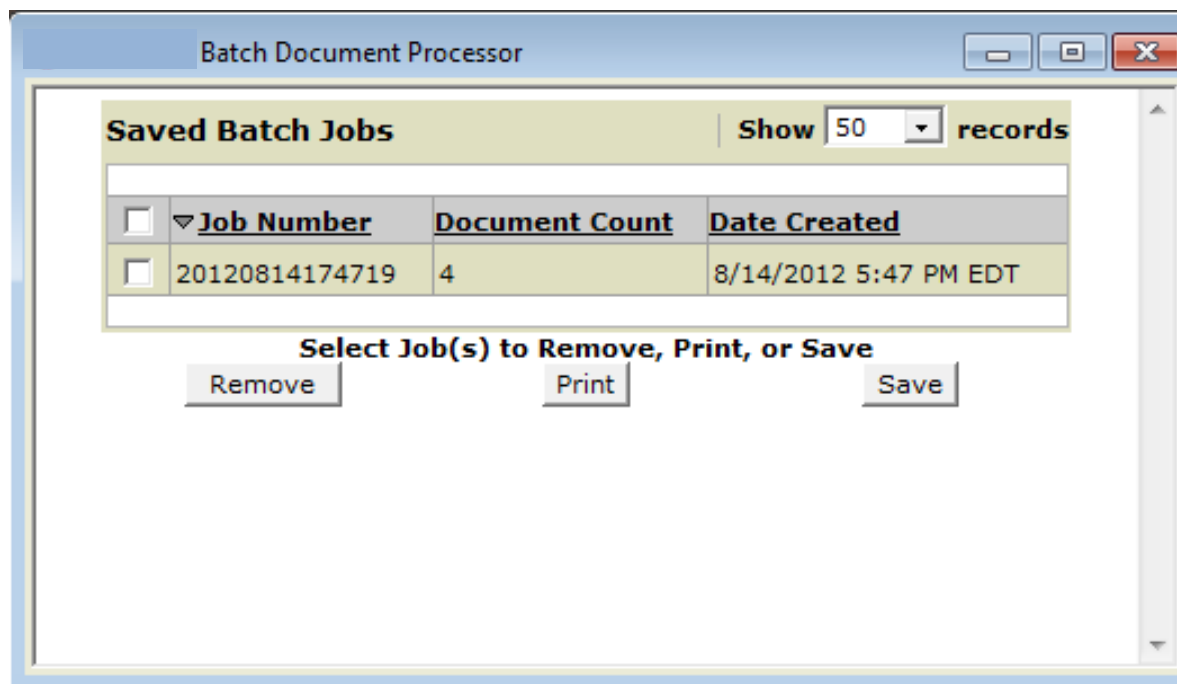 Batch Document Processor
Saved Batch Jobs Show 50 records
Job Number Document Count Date Created
20120814174719 4 8/14/2012 5:47 PM EDT
Select Job(s) to Remove, Print, or Save
Remove Print Save